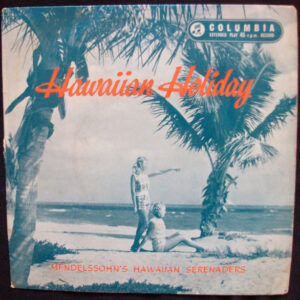 COLUMBIA
EXTENDED PLAY 45 r.p.m. RECORD
Hawaiian Holiday
MENDELSSOHN'S HAWAIIAN SERENADERS